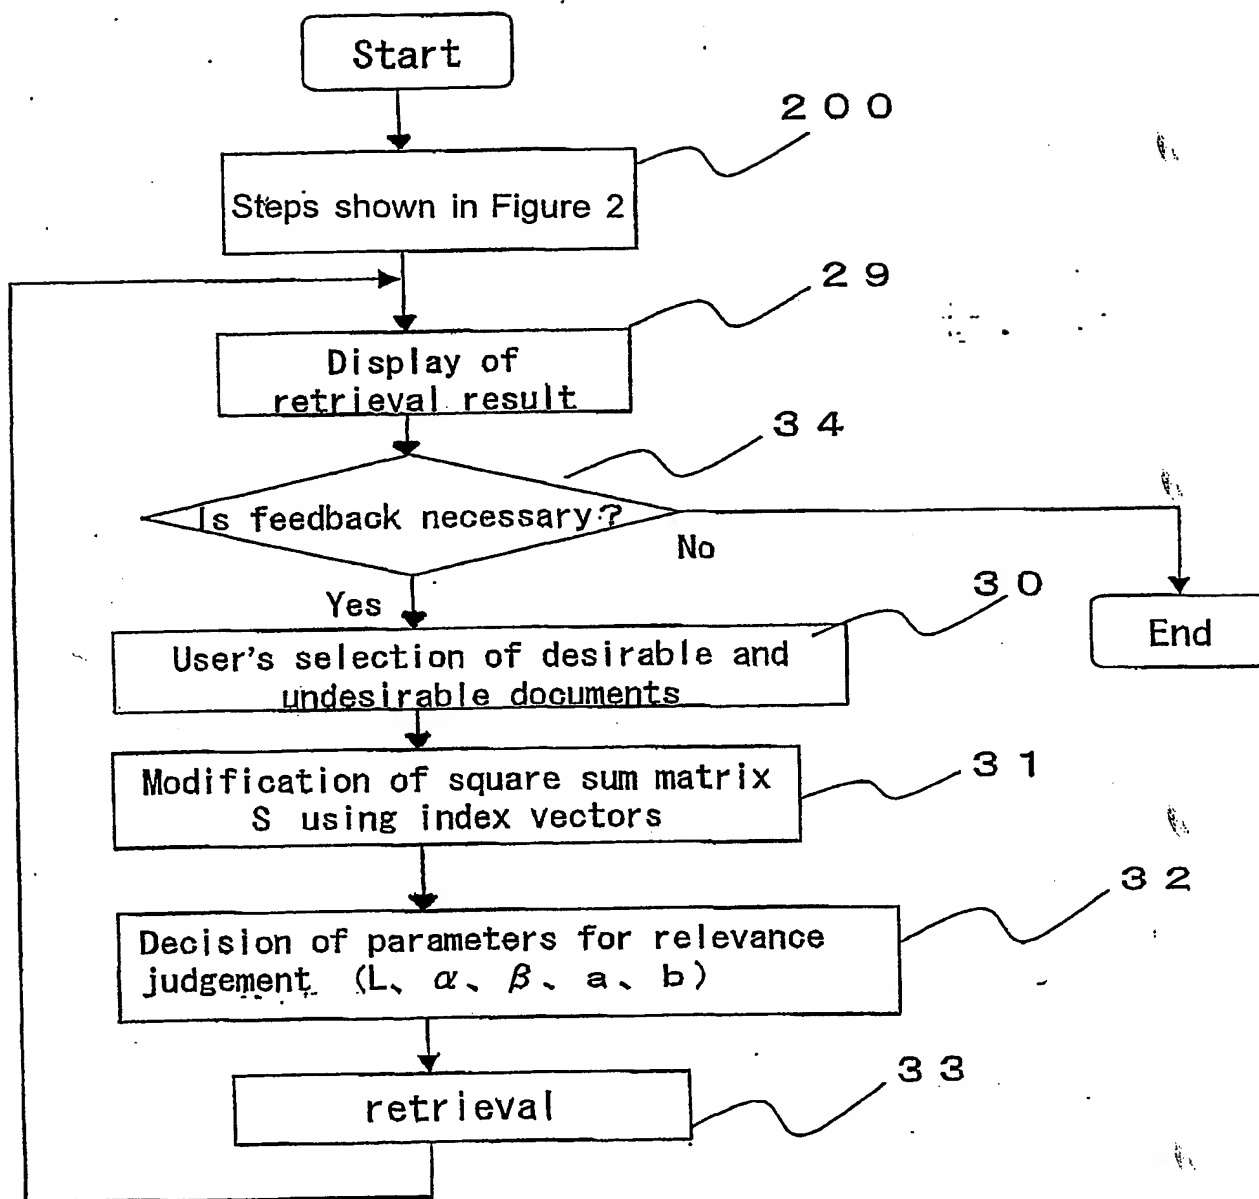 Start
200
Steps shown in Figure 2
29
Display of
retrieval result
34
Is feedback necessary?
No
Yes
30
End
User's selection of desirable and
undesirable documents
31
Modification of square sum matrix
S using index vectors
32
Decision of parameters for relevance
judgement (L、α、β、a、b)
33
retrieval